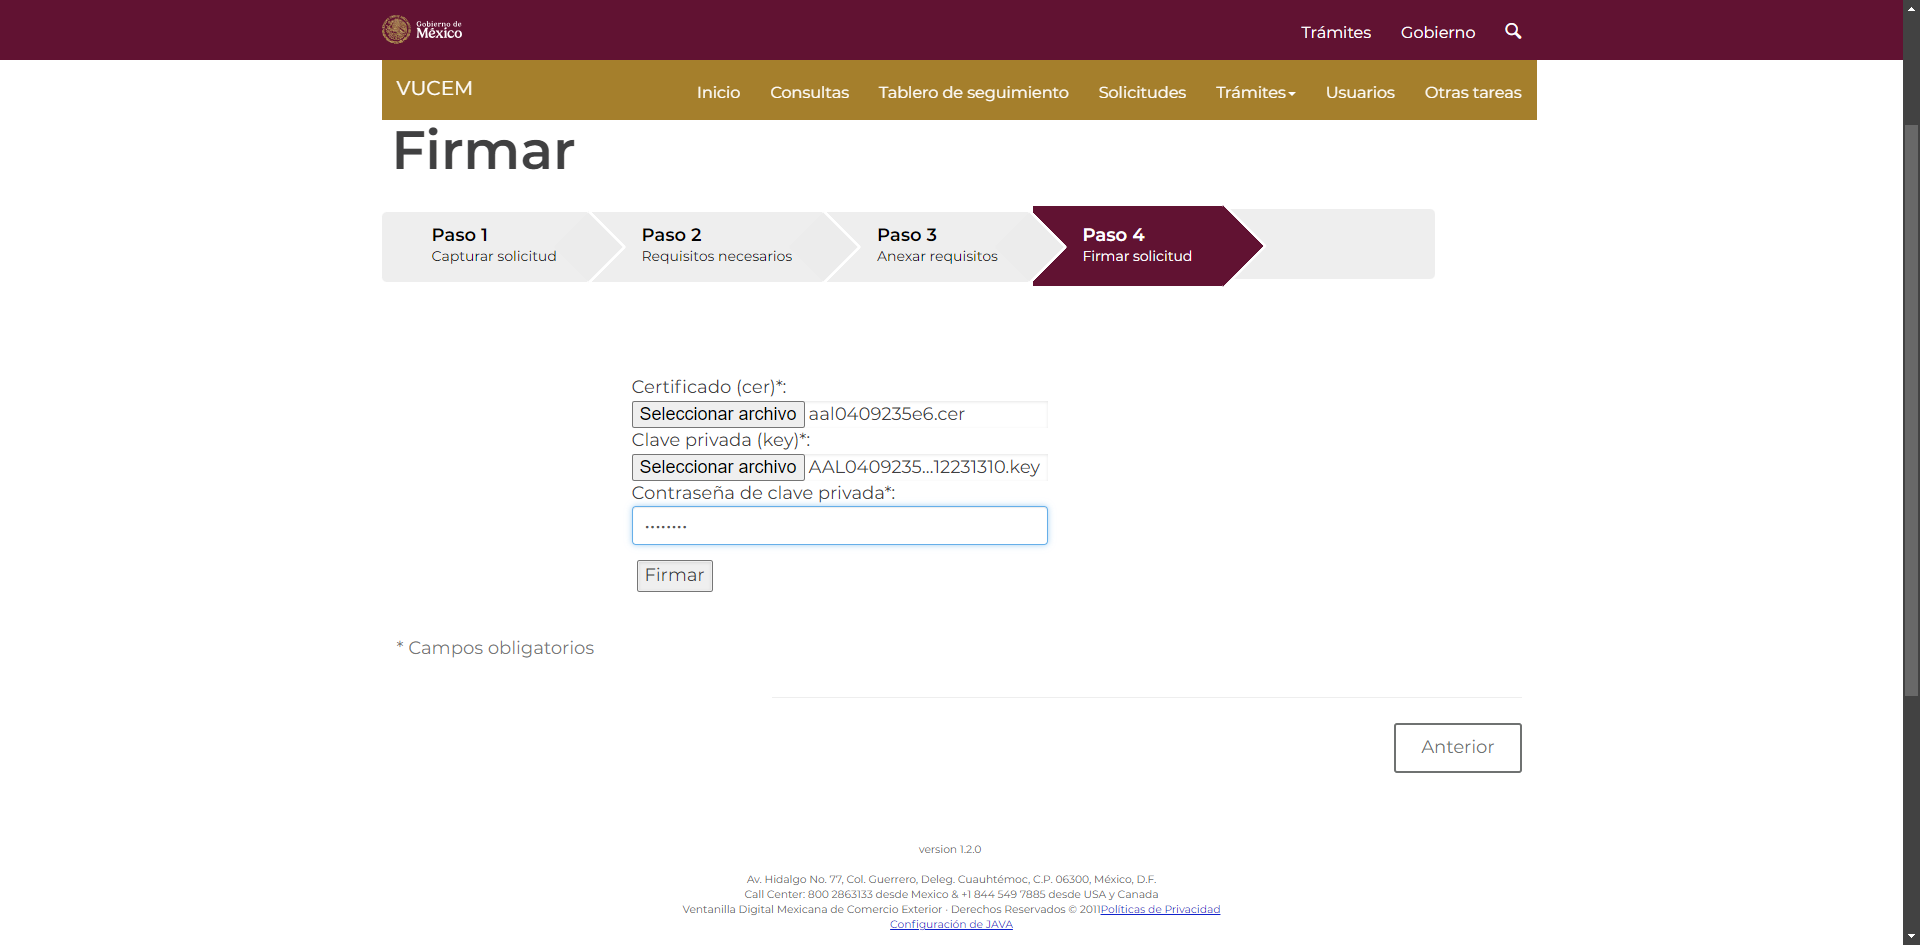 Gobierno de
México
Trámites
Gobierno
VUCEM
Inicio
Consultas
Tablero de seguimiento
Solicitudes
Trámites
Usuarios
Otras tareas
Firmar
Paso 1
Capturar solicitud
Paso 2
Requisitos necesarios
Paso 3
Anexar requisitos
Paso 4
Firmar solicitud
Certificado (cer)*:
Seleccionar archivo aal0409235e6.cer
Clave privada (key)*:
Seleccionar archivo AAL0409235...12231310.key
Contraseña de clave privada*:
........
Firmar
* Campos obligatorios
Anterior
version 1.2.0
Av. Hidalgo No. 77, Col. Guerrero, Deleg. Cuauhtémoc, C.P. 06300, México, D.F.
Call Center: 800 2863133 desde Mexico & +1 844 549 7885 desde USA y Canada
Ventanilla Digital Mexicana de Comercio Exterior - Derechos Reservados © 2011Políticas de Privacidad
Configuración de JAVA